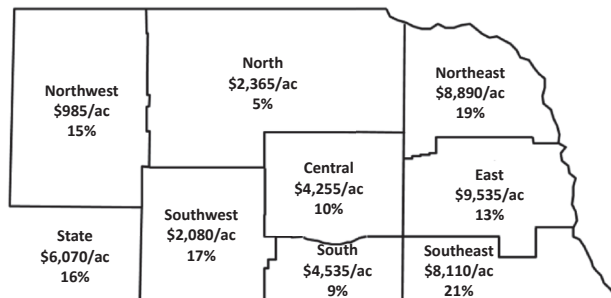 North
$2,365/ac
5%
Northwest
$985/ac
15%
Northeast
$8,890/ac
19%
Central
$4,255/ac
10%
East
$9,535/ac
13%
State
$6,070/ac
16%
Southwest
$2,080/ac
17%
South
$4,535/ac
9%
Southeast
$8,110/ac
21%